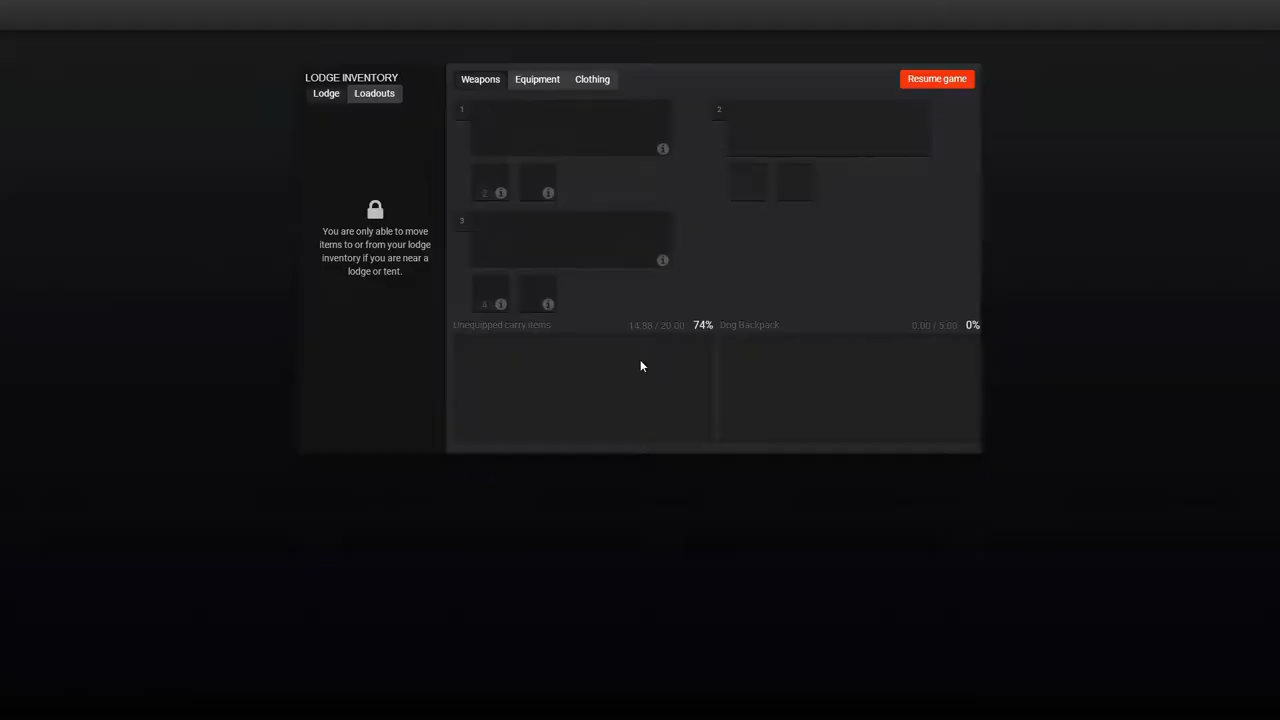 LODGE INVENTORY
Lodge Loadouts
You are only able to move
items to or from your lodge
inventory if you are near a
lodge or tent.
Weapons Equipment Clothing
Resume game
1
2
2
3
4
Unequipped carry items 14.88 / 20.00 74%
Dog Backpack 0.00 / 5.00 0%